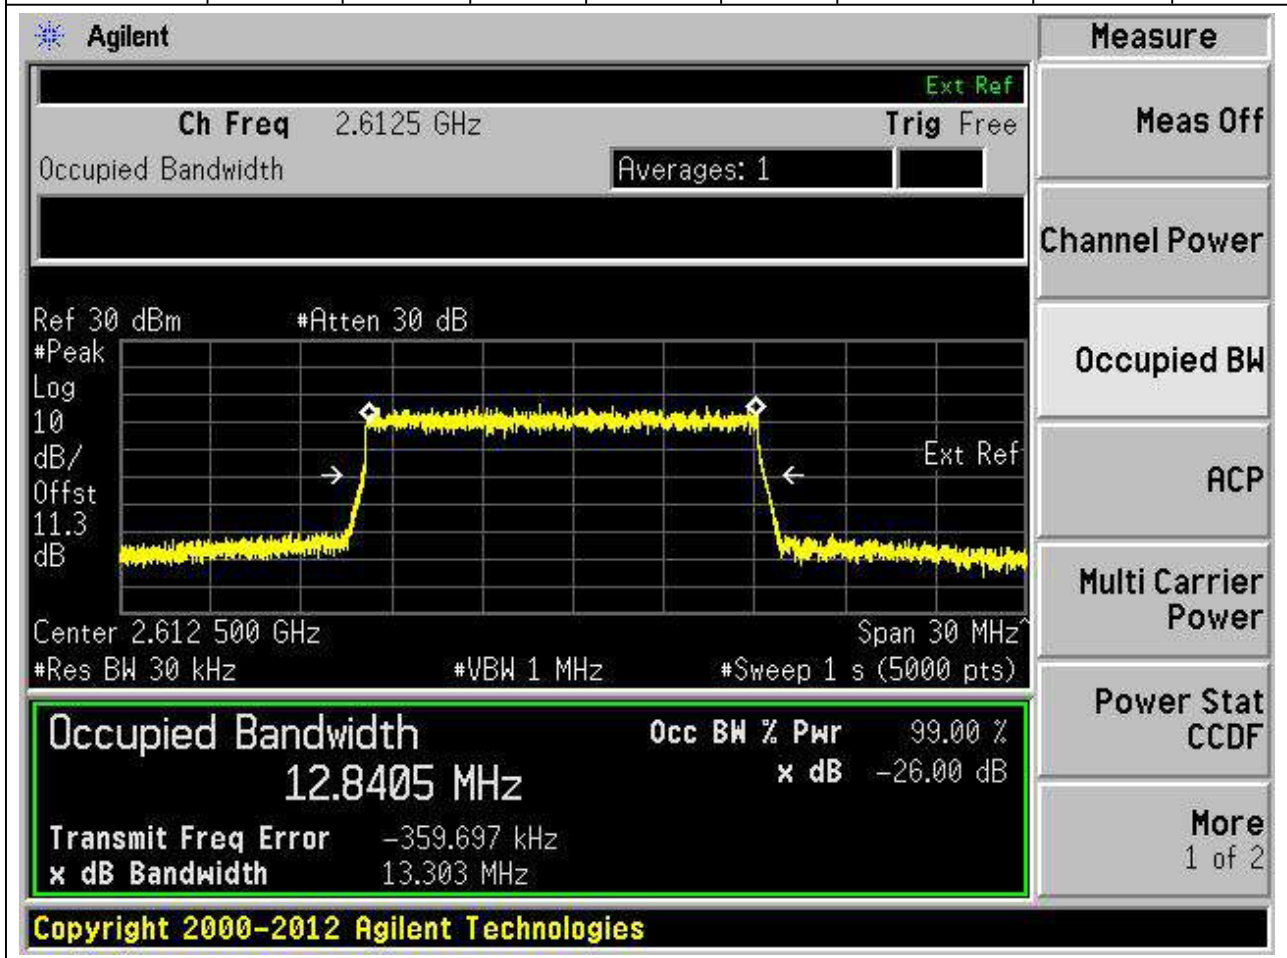 Agilent
Measure
Ext Ref
Ch Freq 2.6125 GHz Trig Free
Meas Off
Occupied Bandwidth Averages: 1
Channel Power
Ref 30 dBm #Atten 30 dB
#Peak
Log
10
dB/
Offst
11.3
dB
Ext Ref
Occupied BW
ACP
Center 2.612 500 GHz Span 30 MHz^
#Res BW 30 kHz #VBW 1 MHz #Sweep 1 s (5000 pts)
Multi Carrier
Power
Occupied Bandwidth Occ BW % Pwr 99.00 %
12.8405 MHz x dB -26.00 dB
Transmit Freq Error -359.697 kHz
x dB Bandwidth 13.303 MHz
Power Stat
CCDF
More
1 of 2
Copyright 2000-2012 Agilent Technologies